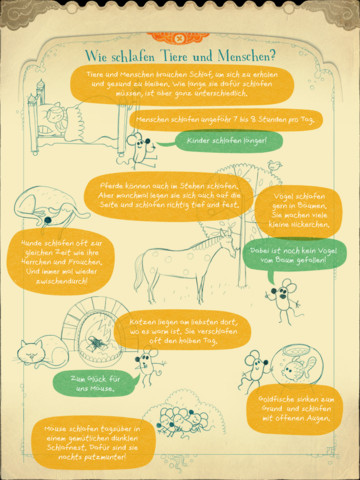 Wie schlafen Tiere und Menschen?
Tiere und Menschen brauchen Schlaf, um sich zu erholen
und gesund zu bleiben. Wie lange sie dafür schlafen
müssen, ist aber ganz unterschiedlich.
Menschen schlafen ungefähr 7 bis 8 Stunden pro Tag.
Kinder schlafen länger!
Pferde können auch im Stehen schlafen.
Aber manchmal legen sie sich auch auf die
Seite und schlafen richtig tief und fest.
Vögel schlafen
gern in Bäumen.
Sie machen viele
kleine Nickerchen.
Hunde schlafen oft zur
gleichen Zeit wie ihre
Herrchen und Frauchen.
Und immer mal wieder
zwischendurch!
Dabei ist noch kein Vogel
vom Baum gefallen!
Katzen liegen am liebsten dort,
wo es warm ist. Sie verschlafen
oft den halben Tag.
Zum Glück für
uns Mäuse.
Goldfische sinken zum
Grund und schlafen
mit offenen Augen.
Mäuse schlafen tagsüber in
einem gemütlichen dunklen
Schlafnest. Dafür sind sie
nachts putzmunter!